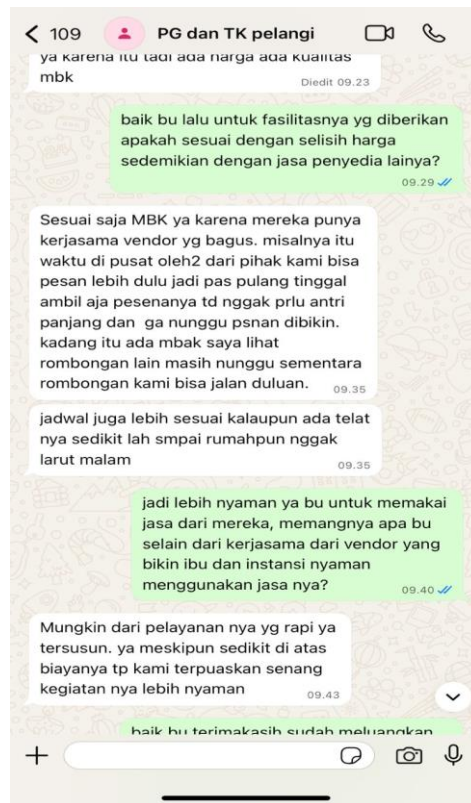 109
PG dan TK pelangi
ya karena itu tadi ada harga ada kualitas
mbk
Diedit 09.23
baik bu lalu untuk fasilitasnya yg diberikan
apakah sesuai dengan selisih harga
sedemikian dengan jasa penyedia lainya?
09.29
Sesuai saja MBK ya karena mereka punya
kerjasama vendor yg bagus. misalnya itu
waktu di pusat oleh2 dari pihak kami bisa
pesan lebih dulu jadi pas pulang tinggal
ambil aja pesenanya td nggak prlu antri
panjang dan ga nunggu psnan dibikin.
kadang itu ada mbak saya lihat
rombongan lain masih nunggu sementara
rombongan kami bisa jalan duluan.
09.35
jadwal juga lebih sesuai kalaupun ada telat
nya sedikit lah smpai rumahpun nggak
larut malam
09.35
jadi lebih nyaman ya bu untuk memakai
jasa dari mereka, memangnya apa bu
selain dari kerjasama dari vendor yang
bikin ibu dan instansi nyaman
menggunakan jasa nya?
09.40
Mungkin dari pelayanan nya yg rapi ya
tersusun. ya meskipun sedikit di atas
biayanya tp kami terpuaskan senang
kegiatan nya lebih nyaman
09.43
baik bu terimakasih sudah meluangkan